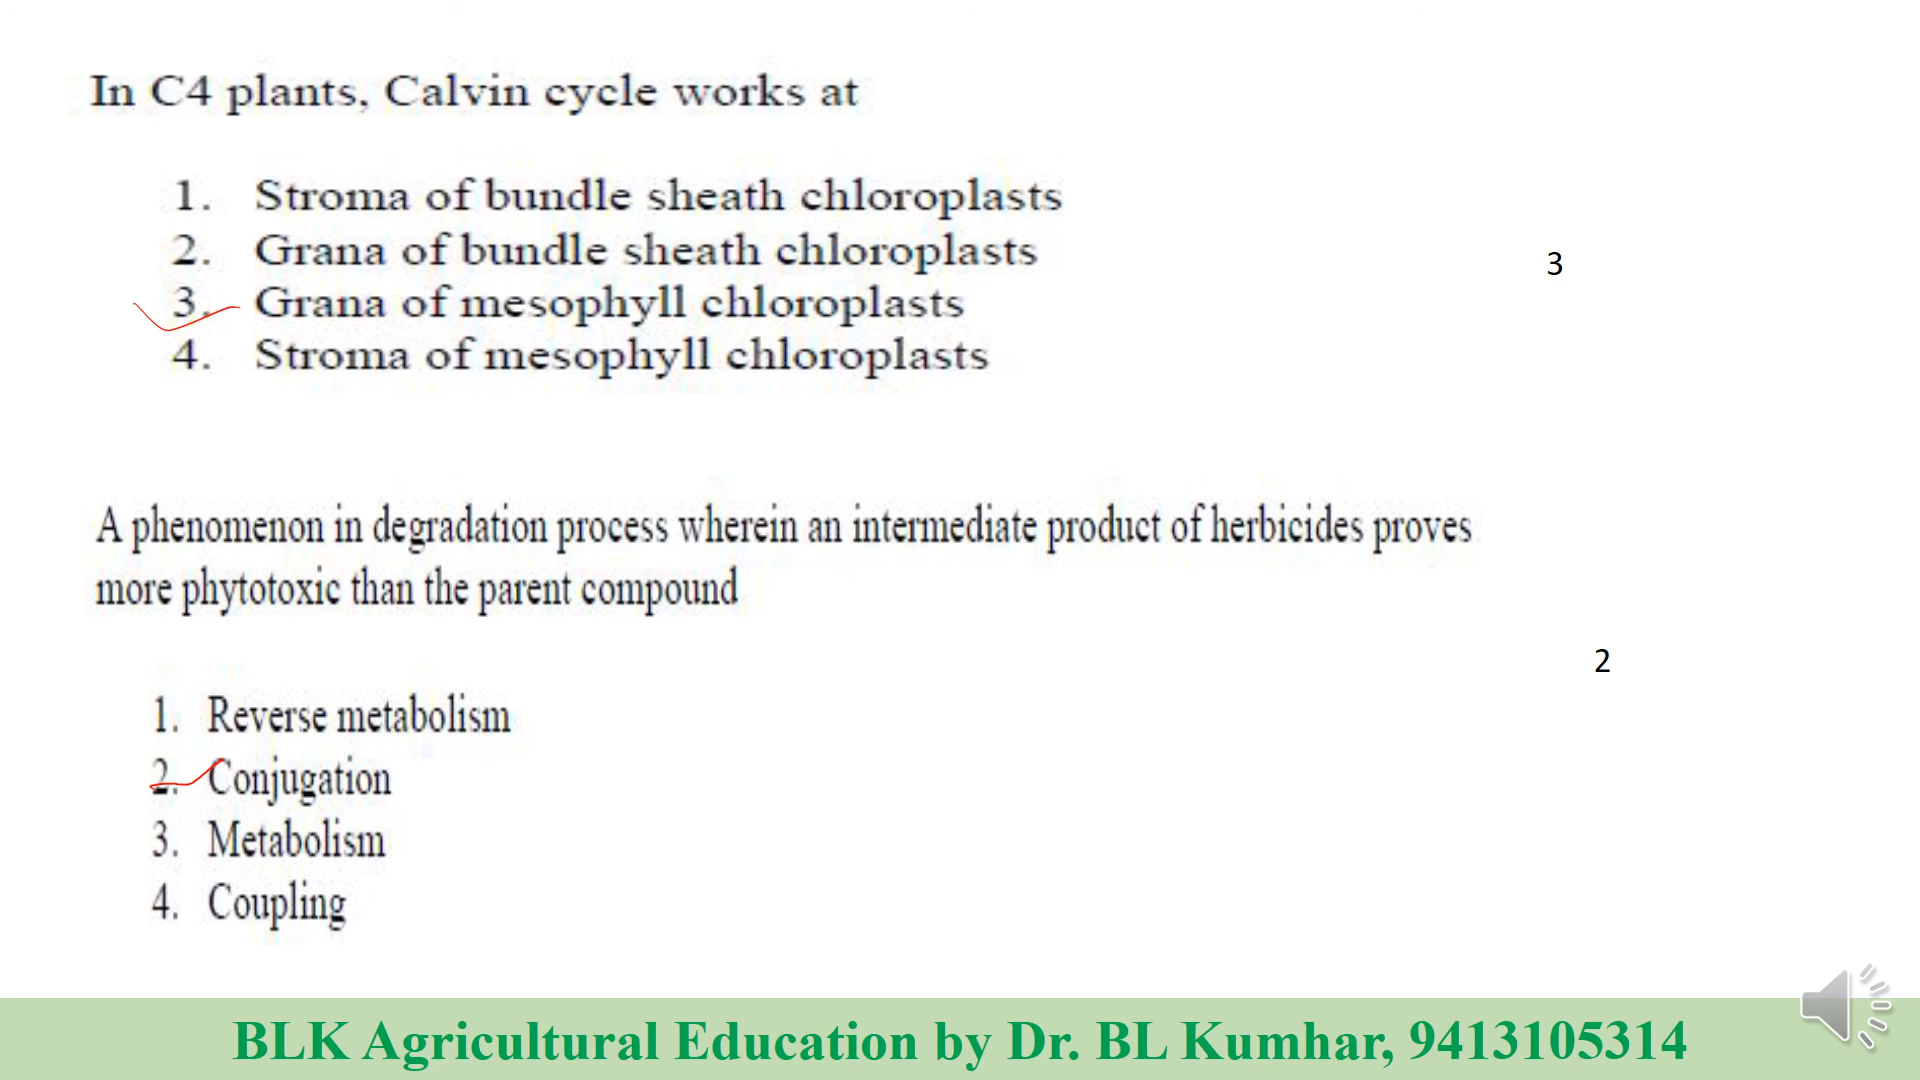 In C4 plants, Calvin cycle works at
1. Stroma of bundle sheath chloroplasts
2. Grana of bundle sheath chloroplasts
3
3. Grana of mesophyll chloroplasts
4. Stroma of mesophyll chloroplasts
A phenomenon in degradation process wherein an intermediate product of herbicides proves
more phytotoxic than the parent compound
2
1. Reverse metabolism
2. Conjugation
3. Metabolism
4. Coupling
BLK Agricultural Education by Dr. BL Kumhar, 9413105314